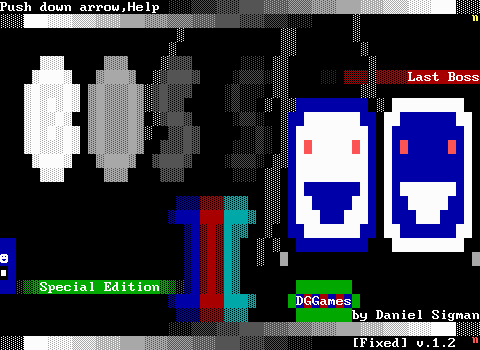 Push down arrow,Help
n
Last Boss
Special Edition
DGGames
by Daniel Sigman
[Fixed] v.1.2 n